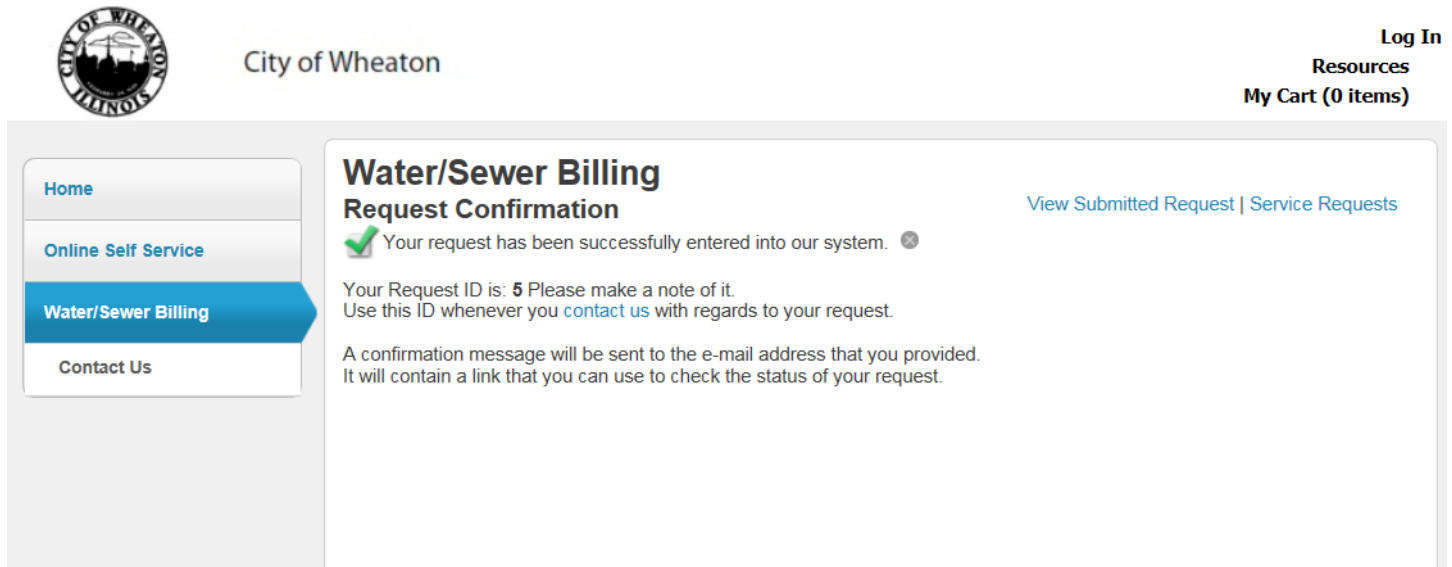 CITY OF WHEATON
ILLINOIS
City of Wheaton
Log In
Resources
My Cart (0 items)
Home
Online Self Service
Water/Sewer Billing
Contact Us
Water/Sewer Billing
Request Confirmation
View Submitted Request | Service Requests
Your request has been successfully entered into our system.
Your Request ID is: 5 Please make a note of it.
Use this ID whenever you contact us with regards to your request.
A confirmation message will be sent to the e-mail address that you provided.
It will contain a link that you can use to check the status of your request.